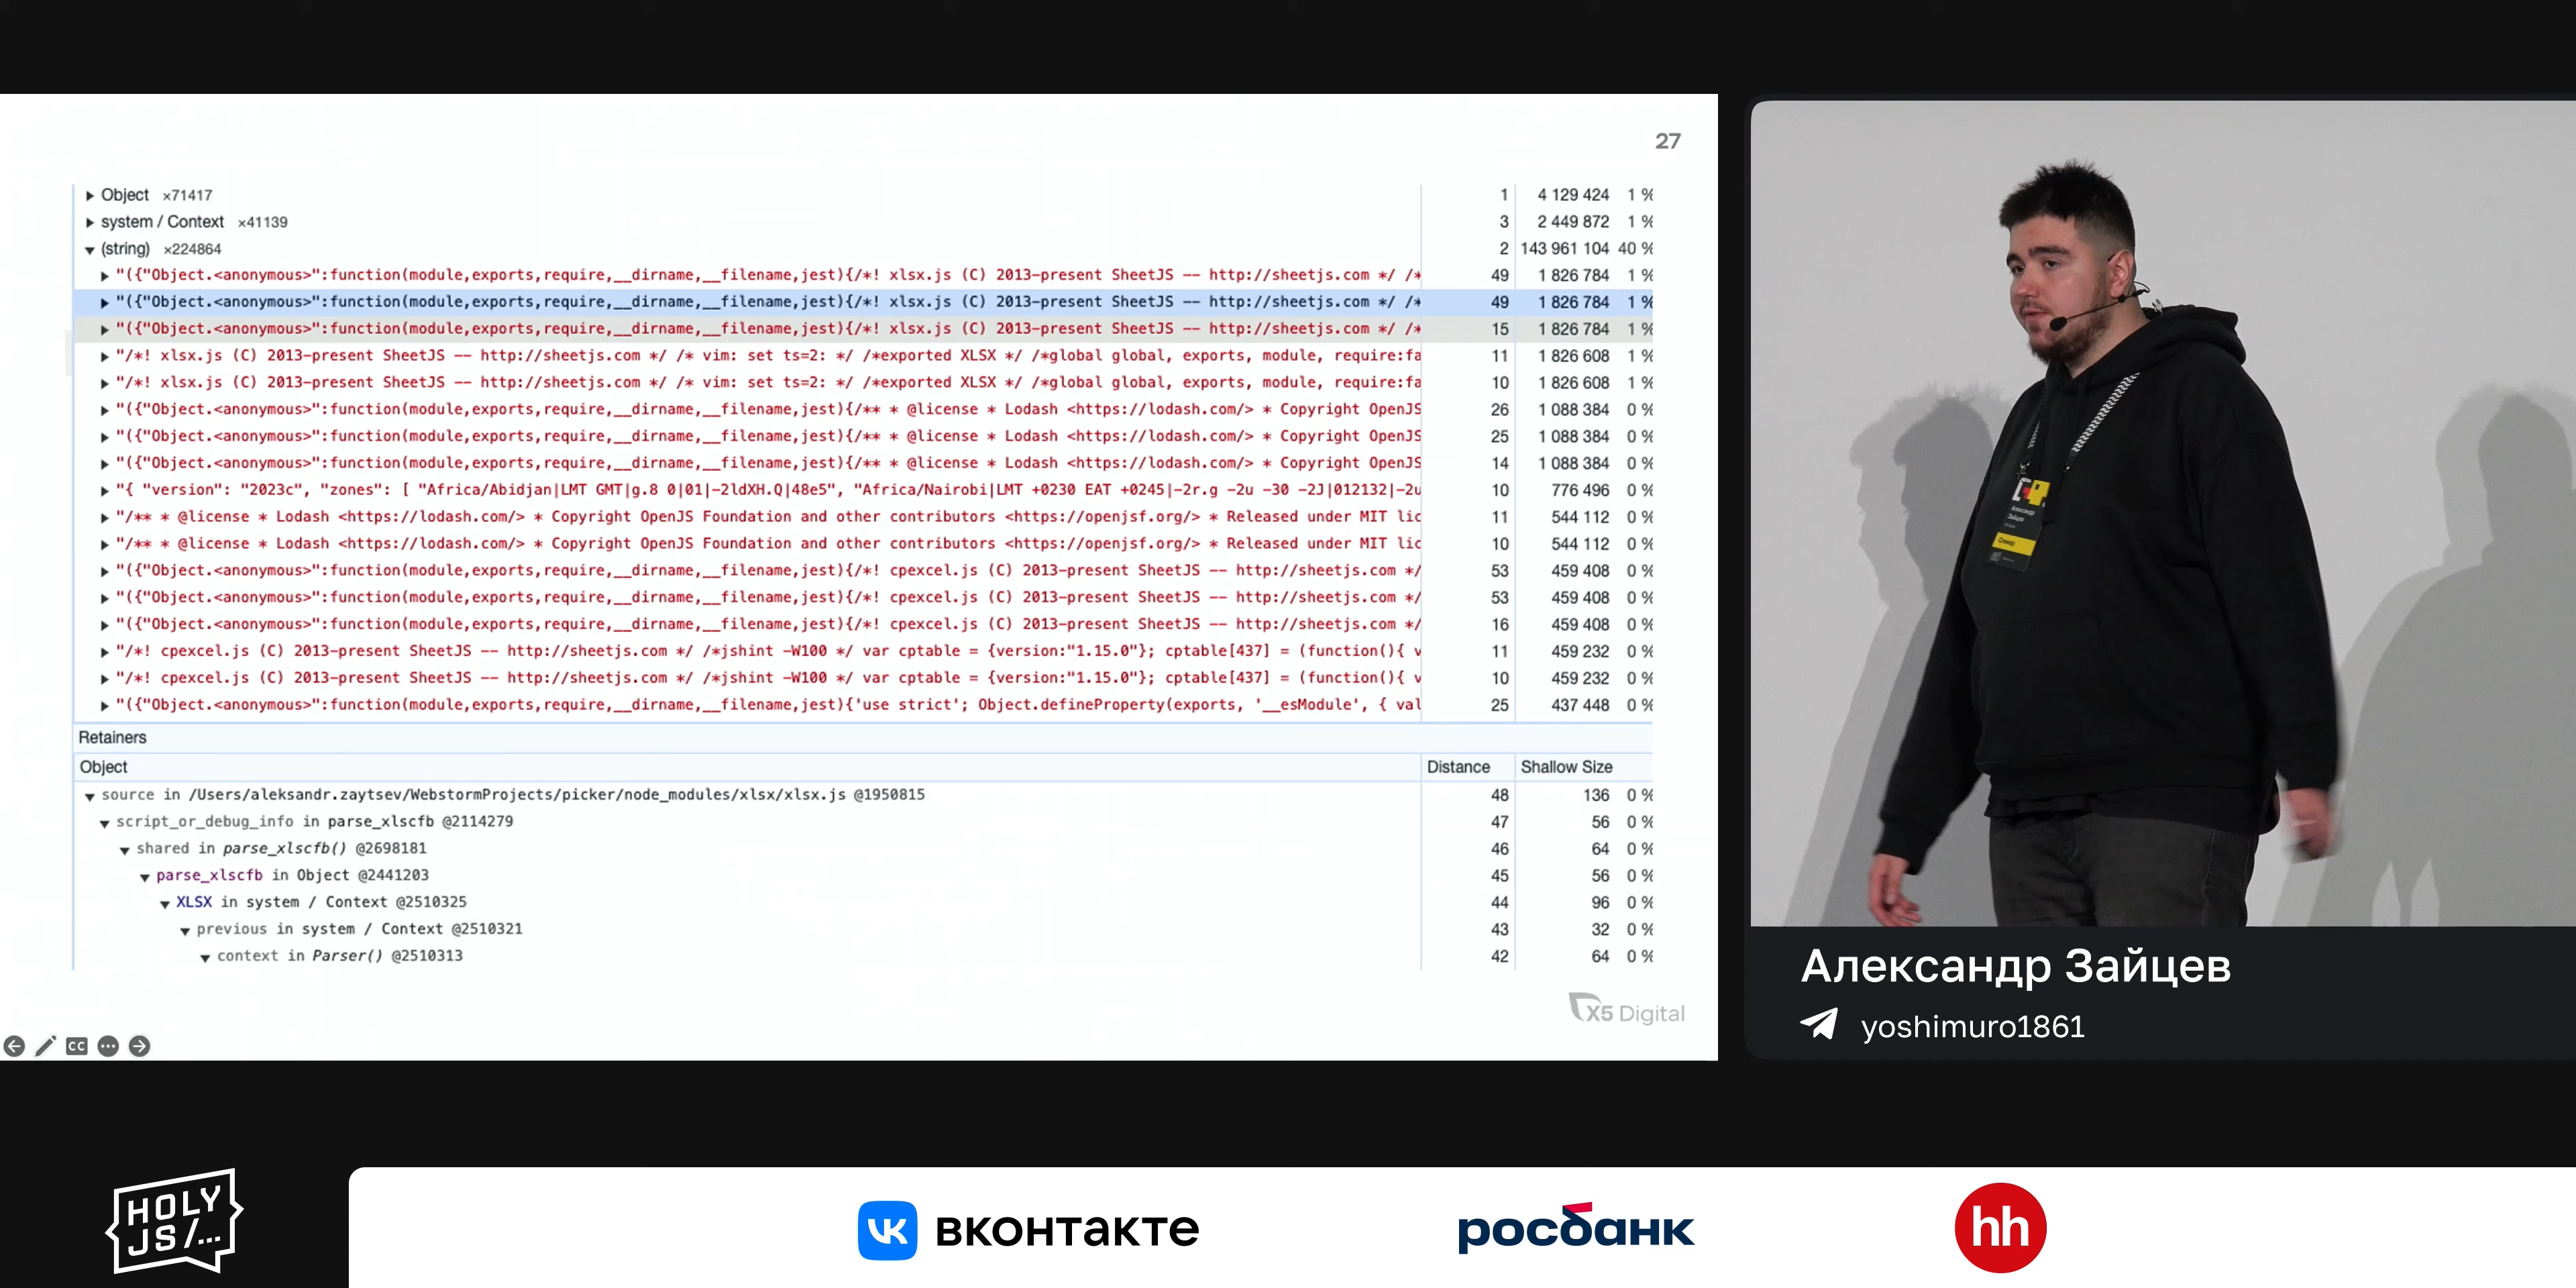 27
Object ×71417 1 4 129 424 1 %
system / Context ×41139 3 2 449 872 1 %
(string) ×224864 2 143 961 104 40 %
"({"Object.<anonymous>":function(module,exports,require,__dirname,__filename,jest){/*! xlsx.js (C) 2013-present SheetJS -- http://sheetjs.com */ /* 49 1 826 784 1 %
"({"Object.<anonymous>":function(module,exports,require,__dirname,__filename,jest){/*! xlsx.js (C) 2013-present SheetJS -- http://sheetjs.com */ /* 49 1 826 784 1 %
"({"Object.<anonymous>":function(module,exports,require,__dirname,__filename,jest){/*! xlsx.js (C) 2013-present SheetJS -- http://sheetjs.com */ /* 15 1 826 784 1 %
"/*! xlsx.js (C) 2013-present SheetJS -- http://sheetjs.com */ /* vim: set ts=2: */ /*exported XLSX */ /*global global, exports, module, require:fa 11 1 826 608 1 %
"/*! xlsx.js (C) 2013-present SheetJS -- http://sheetjs.com */ /* vim: set ts=2: */ /*exported XLSX */ /*global global, exports, module, require:fa 10 1 826 608 1 %
"({"Object.<anonymous>":function(module,exports,require,__dirname,__filename,jest){/** * @license * Lodash <https://lodash.com/> * Copyright OpenJS 26 1 088 384 0 %
"({"Object.<anonymous>":function(module,exports,require,__dirname,__filename,jest){/** * @license * Lodash <https://lodash.com/> * Copyright OpenJS 25 1 088 384 0 %
"({"Object.<anonymous>":function(module,exports,require,__dirname,__filename,jest){/** * @license * Lodash <https://lodash.com/> * Copyright OpenJS 14 1 088 384 0 %
"{ "version": "2023c", "zones": [ "Africa/Abidjan|LMT GMT|g.8 0|01|-2ldXH.Q|48e5", "Africa/Nairobi|LMT +0230 EAT +0245|-2r.g -2u -30 -2J|012132|-2u 10 776 496 0 %
"/** * @license * Lodash <https://lodash.com/> * Copyright OpenJS Foundation and other contributors <https://openjsf.org/> * Released under MIT lic 11 544 112 0 %
"/** * @license * Lodash <https://lodash.com/> * Copyright OpenJS Foundation and other contributors <https://openjsf.org/> * Released under MIT lic 10 544 112 0 %
"({"Object.<anonymous>":function(module,exports,require,__dirname,__filename,jest){/*! cpexcel.js (C) 2013-present SheetJS -- http://sheetjs.com */ 53 459 408 0 %
"({"Object.<anonymous>":function(module,exports,require,__dirname,__filename,jest){/*! cpexcel.js (C) 2013-present SheetJS -- http://sheetjs.com */ 53 459 408 0 %
"({"Object.<anonymous>":function(module,exports,require,__dirname,__filename,jest){/*! cpexcel.js (C) 2013-present SheetJS -- http://sheetjs.com */ 16 459 408 0 %
"/*! cpexcel.js (C) 2013-present SheetJS -- http://sheetjs.com */ /*jshint -W100 */ var cptable = {version:"1.15.0"}; cptable[437] = (function(){ v 11 459 232 0 %
"/*! cpexcel.js (C) 2013-present SheetJS -- http://sheetjs.com */ /*jshint -W100 */ var cptable = {version:"1.15.0"}; cptable[437] = (function(){ v 10 459 232 0 %
"({"Object.<anonymous>":function(module,exports,require,__dirname,__filename,jest){'use strict'; Object.defineProperty(exports, '__esModule', { val 25 437 448 0 %
Retainers
Object Distance Shallow Size
source in /Users/aleksandr.zaytsev/WebstormProjects/picker/node_modules/xlsx/xlsx.js @1950815 48 136 0 %
script_or_debug_info in parse_xlscfb @2114279 47 56 0 %
shared in parse_xlscfb() @2698181 46 64 0 %
parse_xlscfb in Object @2441203 45 56 0 %
XLSX in system / Context @2510325 44 96 0 %
previous in system / Context @2510321 43 32 0 %
context in Parser() @2510313 42 64 0 %
X5 Digital
CC
Александр
Зайцев
Спикер
Александр Зайцев
yoshimuro1861
HOLY
JS/...
VK вконтакте
росбанк
hh